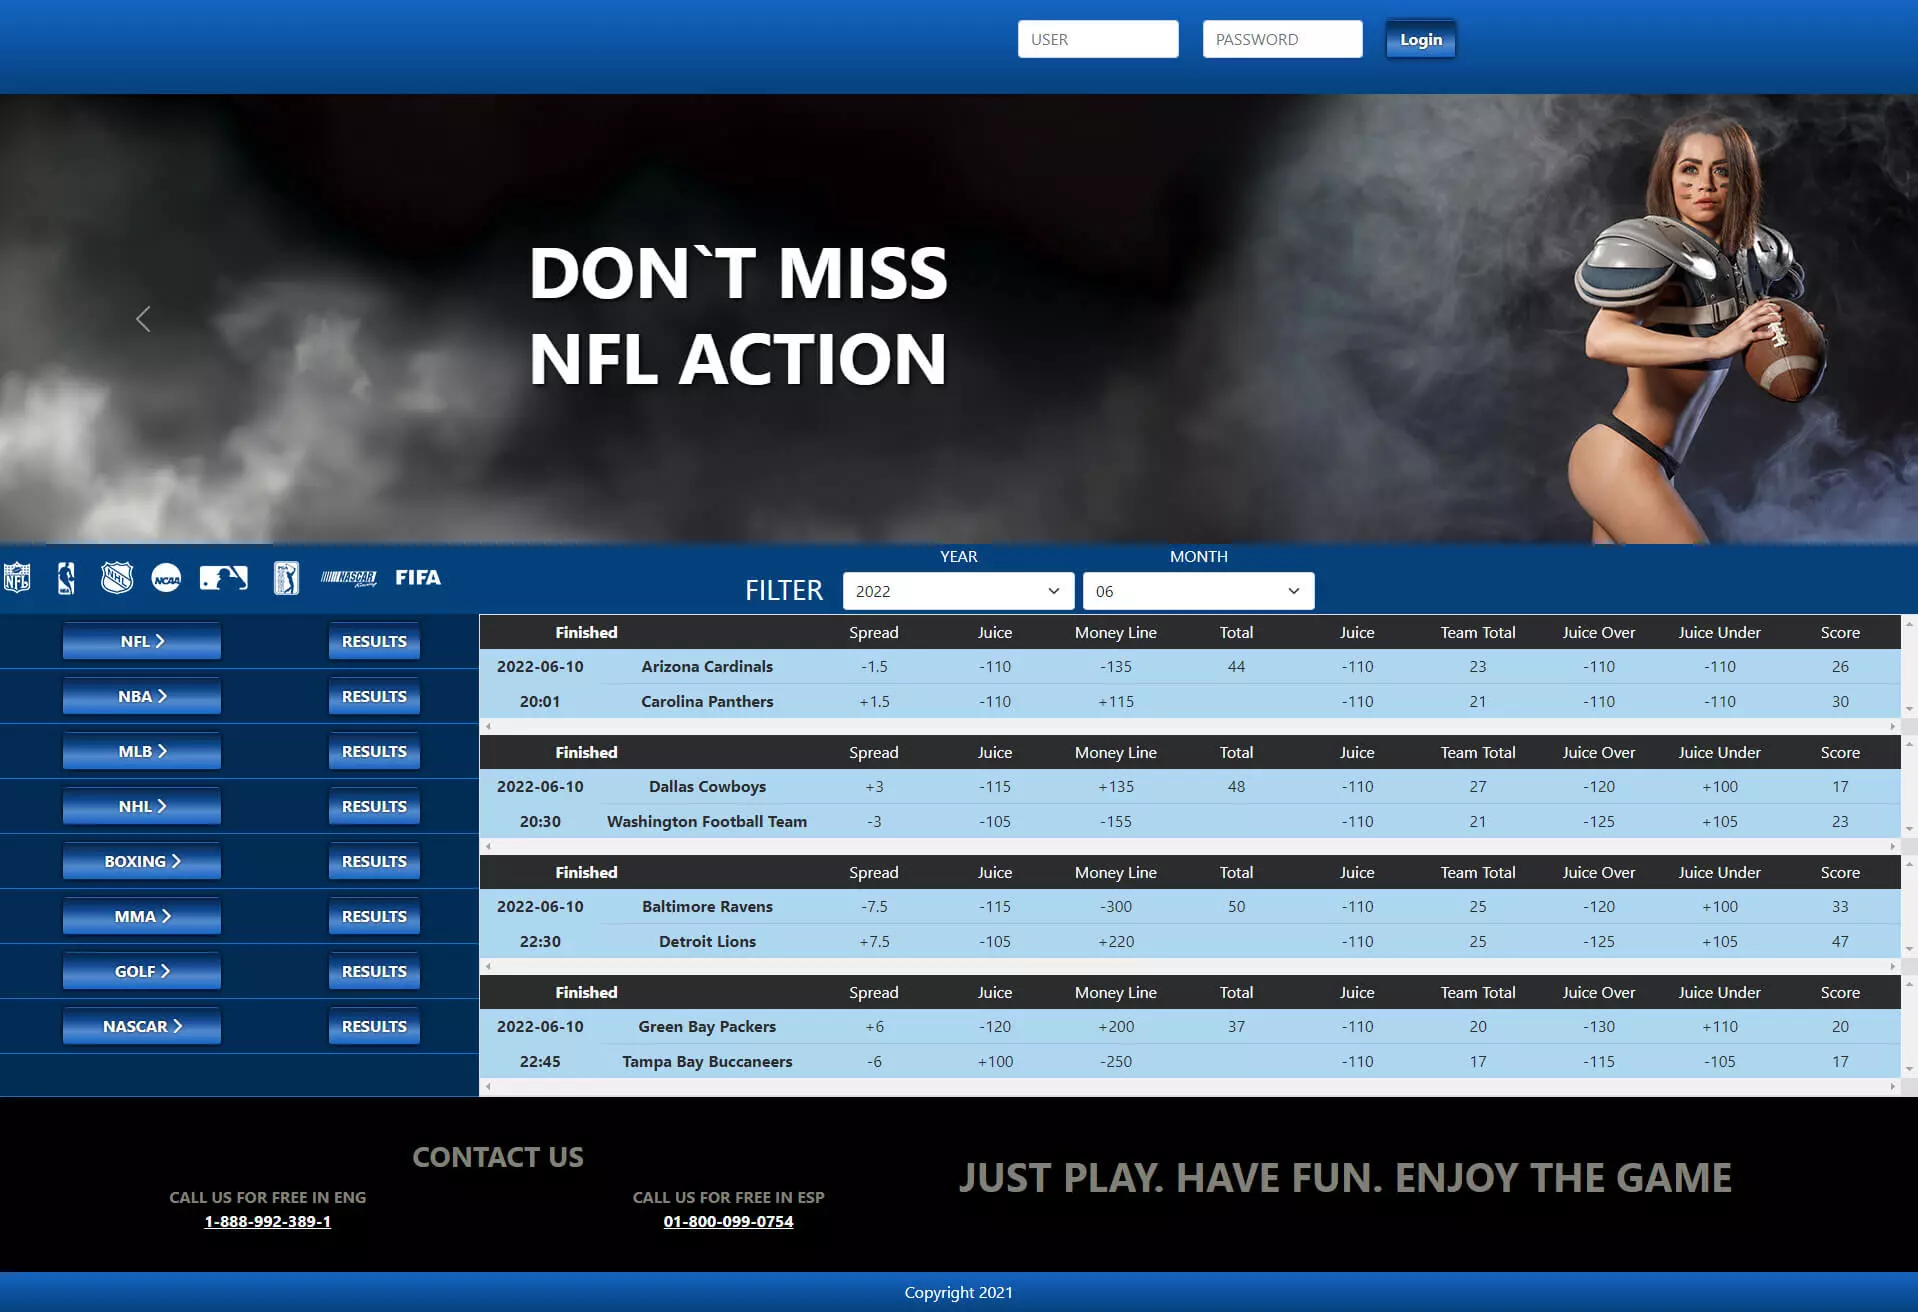 USER PASSWORD Login
DON`T MISS
NFL ACTION
YEAR MONTH
NFL NHL NCAA PGA NASCAR Racing FIFA
FILTER 2022 06
NFL RESULTS
NBA RESULTS
MLB RESULTS
NHL RESULTS
BOXING RESULTS
MMA RESULTS
GOLF RESULTS
NASCAR RESULTS
Finished Spread Juice Money Line Total Juice Team Total Juice Over Juice Under Score
2022-06-10 Arizona Cardinals -1.5 -110 -135 44 -110 23 -110 -110 26
20:01 Carolina Panthers +1.5 -110 +115 -110 21 -110 -110 30
Finished Spread Juice Money Line Total Juice Team Total Juice Over Juice Under Score
2022-06-10 Dallas Cowboys +3 -115 +135 48 -110 27 -120 +100 17
20:30 Washington Football Team -3 -105 -155 -110 21 -125 +105 23
Finished Spread Juice Money Line Total Juice Team Total Juice Over Juice Under Score
2022-06-10 Baltimore Ravens -7.5 -115 -300 50 -110 25 -120 +100 33
22:30 Detroit Lions +7.5 -105 +220 -110 25 -125 +105 47
Finished Spread Juice Money Line Total Juice Team Total Juice Over Juice Under Score
2022-06-10 Green Bay Packers +6 -120 +200 37 -110 20 -130 +110 20
22:45 Tampa Bay Buccaneers -6 +100 -250 -110 17 -115 -105 17
CONTACT US
CALL US FOR FREE IN ENG
1-888-992-389-1
CALL US FOR FREE IN ESP
01-800-099-0754
JUST PLAY. HAVE FUN. ENJOY THE GAME
Copyright 2021